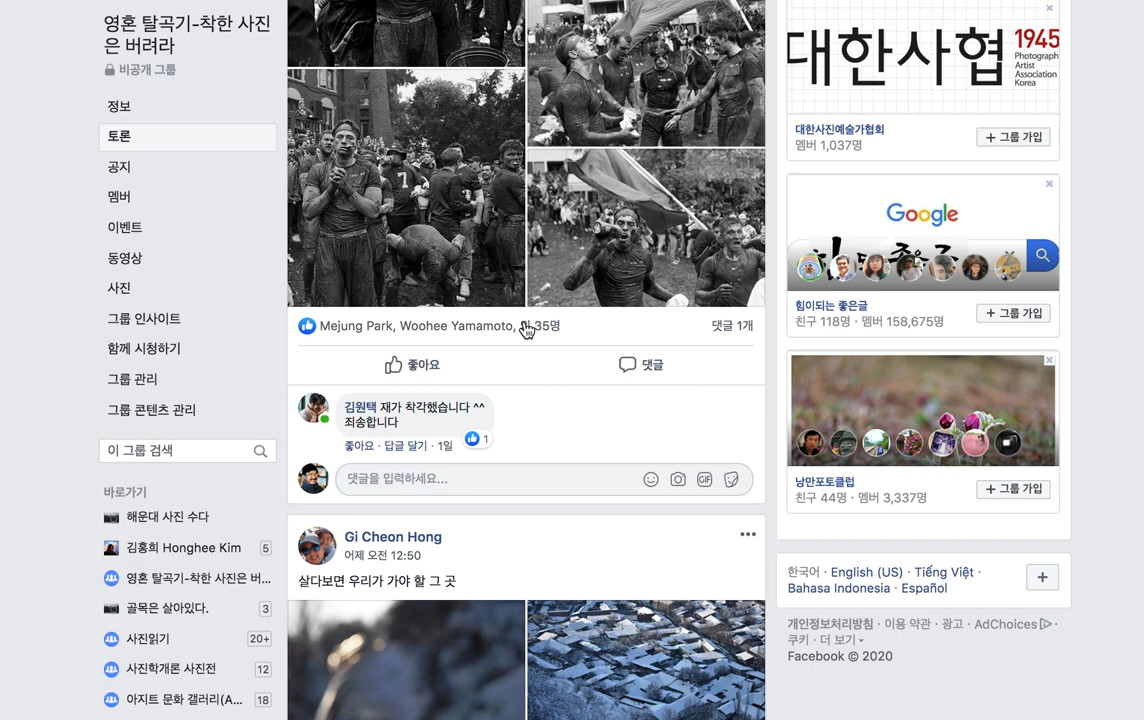 영혼 탈곡기-착한 사진
은 버려라
비공개 그룹
정보
토론
공지
멤버
이벤트
동영상
사진
그룹 인사이트
함께 시청하기
그룹 관리
그룹 콘텐츠 관리
이 그룹 검색
바로가기
해운대 사진 수다
김홍희 Honghee Kim 5
영혼 탈곡기-착한 사진은 버...
골목은 살아있다. 3
사진읽기 20+
사진학개론 사진전 12
아지트 문화 갤러리(A... 18
7
Mejung Park, Woohee Yamamoto, 35명
댓글 1개
좋아요
댓글
김원택 재가 착각했습니다 ^^
죄송합니다
좋아요 · 답글 달기 · 1일
1
댓글을 입력하세요...
GIF
Gi Cheon Hong
어제 오전 12:50
살다보면 우리가 가야 할 그 곳
대한사협
1945
Photograph
Artist
Association
Korea
대한사진예술가협회
멤버 1,037명
+ 그룹 가입
Google
힘이되는 좋은글
친구 118명 · 멤버 158,675명
+ 그룹 가입
낭만포토클럽
친구 44명 · 멤버 3,337명
+ 그룹 가입
한국어 · English (US) · Tiếng Việt ·
Bahasa Indonesia · Español
개인정보처리방침 · 이용 약관 · 광고 · AdChoices ·
쿠키 · 더 보기
Facebook © 2020